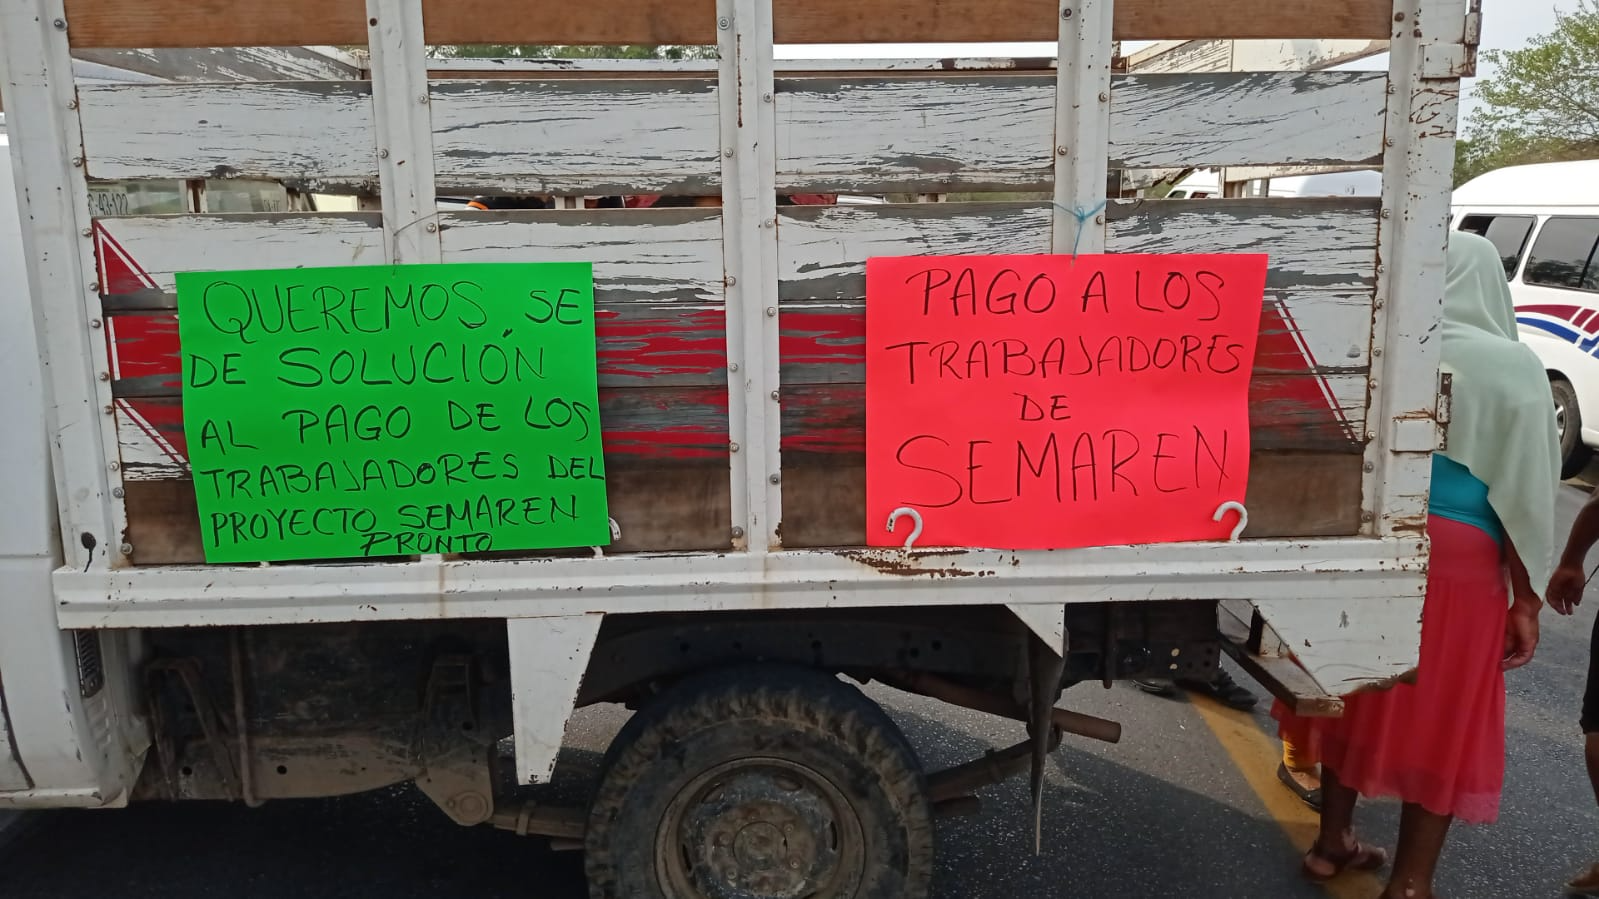 QUEREMOS SE
DE SOLUCIÓN
AL PAGO DE LOS
TRABAJADORES DEL
PROYECTO SEMAREN
PRONTO
PAGO A LOS
TRABAJADORES
DE
SEMAREN